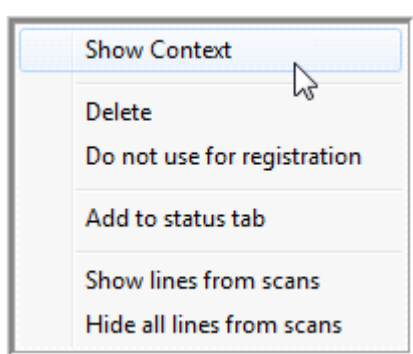 Show Context
Delete
Do not use for registration
Add to status tab
Show lines from scans
Hide all lines from scans